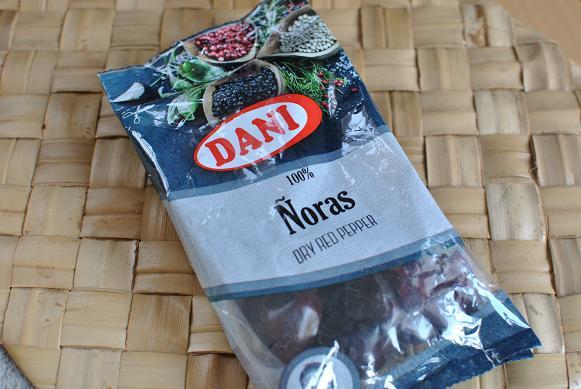 DANI
100%
Ñoras
DRY RED PEPPER